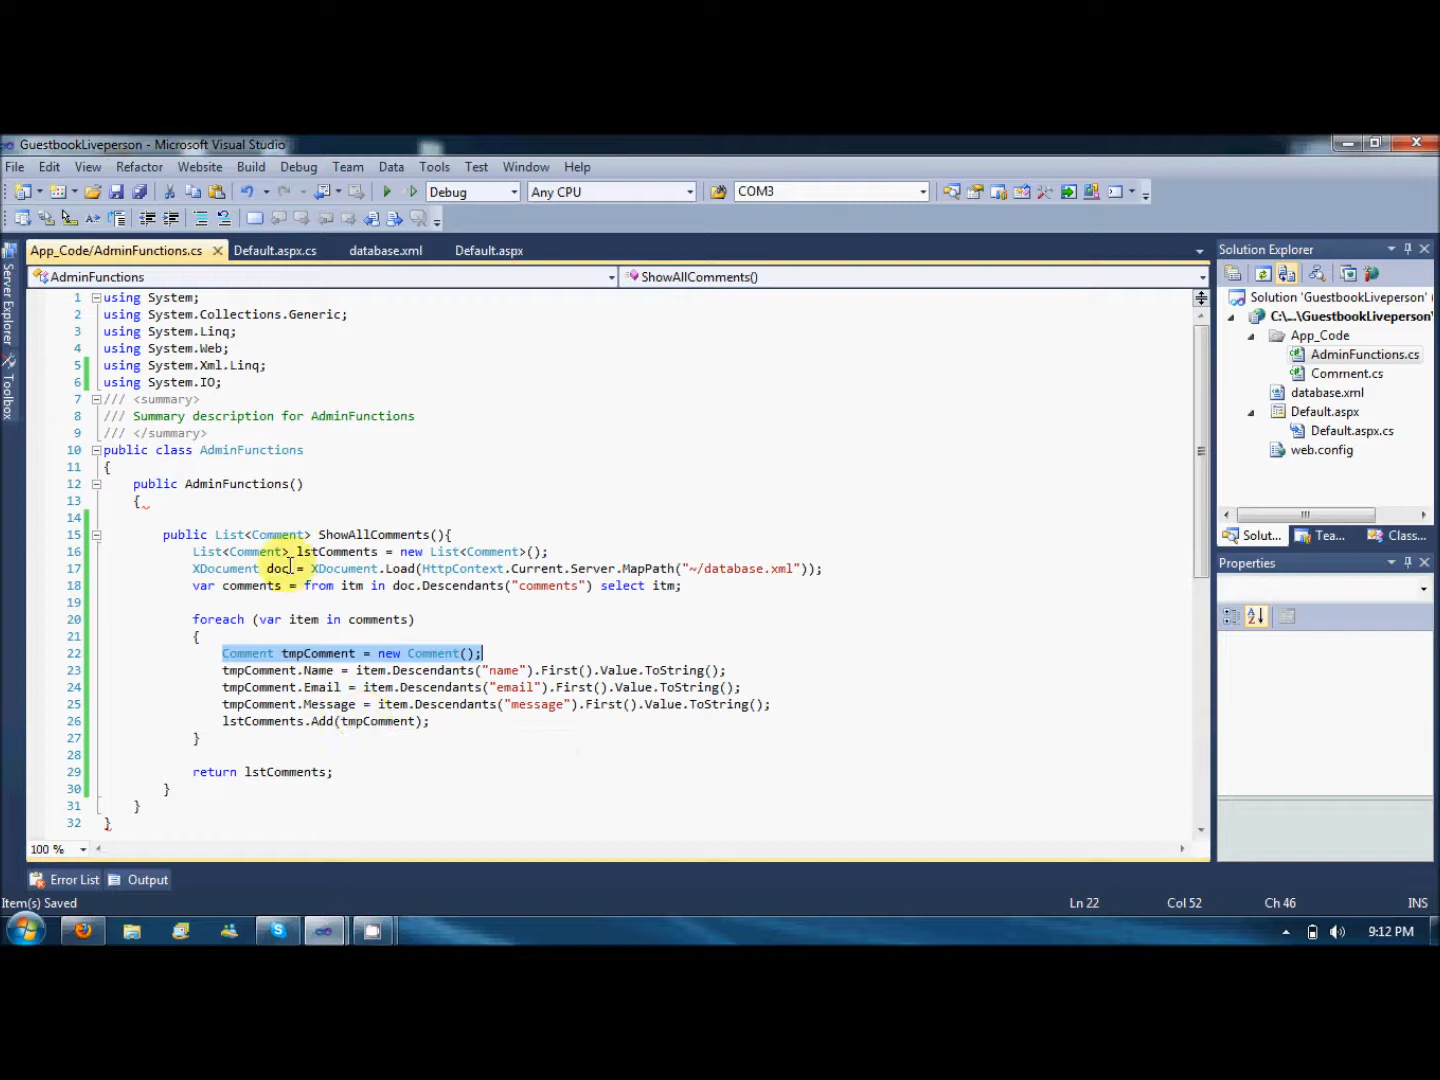 GuestbookLiveperson - Microsoft Visual Studio
File Edit View Refactor Website Build Debug Team Data Tools Test Window Help
Debug Any CPU COM3
App_Code/AdminFunctions.cs Default.aspx.cs database.xml Default.aspx
AdminFunctions ShowAllComments()
1 using System;
2 using System.Collections.Generic;
3 using System.Linq;
4 using System.Web;
5 using System.Xml.Linq;
6 using System.IO;
7 /// <summary>
8 /// Summary description for AdminFunctions
9 /// </summary>
10 public class AdminFunctions
11 {
12 public AdminFunctions()
13 {
14
15 public List<Comment> ShowAllComments(){
16 List<Comment> lstComments = new List<Comment>();
17 XDocument doc = XDocument.Load(HttpContext.Current.Server.MapPath("~/database.xml"));
18 var comments = from itm in doc.Descendants("comments") select itm;
19
20 foreach (var item in comments)
21 {
22 Comment tmpComment = new Comment();
23 tmpComment.Name = item.Descendants("name").First().Value.ToString();
24 tmpComment.Email = item.Descendants("email").First().Value.ToString();
25 tmpComment.Message = item.Descendants("message").First().Value.ToString();
26 lstComments.Add(tmpComment);
27 }
28
29 return lstComments;
30 }
31 }
32 }
100 %
Server Explorer
Toolbox
Solution Explorer
Solution 'GuestbookLiveperson' (
C:\...\GuestbookLiveperson\
App_Code
AdminFunctions.cs
Comment.cs
database.xml
Default.aspx
Default.aspx.cs
web.config
Solut... Tea... Class...
Properties
Error List Output
Item(s) Saved Ln 22 Col 52 Ch 46 INS
9:12 PM